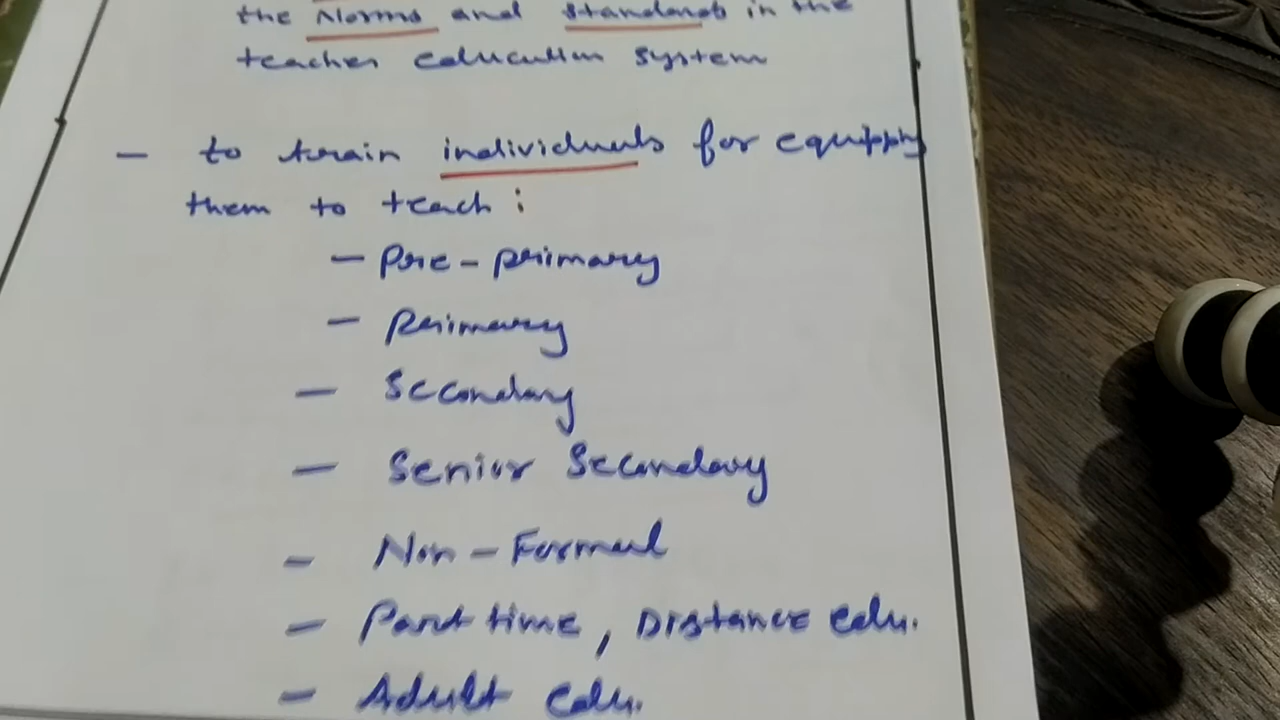 the Norms and standards in the
teacher education system
- to train individuals for equipping
them to teach :
- Pre-primary
- Primary
- Secondary
- Senior Secondary
- Non-Formal
- Part time, Distance edu.
- Adult edu.